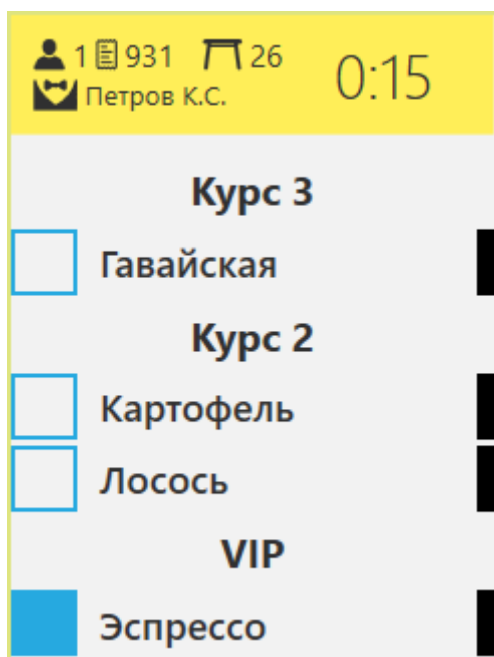 1 931 26
Петров К.С.
0:15
Курс 3
Гавайская
Курс 2
Картофель
Лосось
VIP
Эспрессо